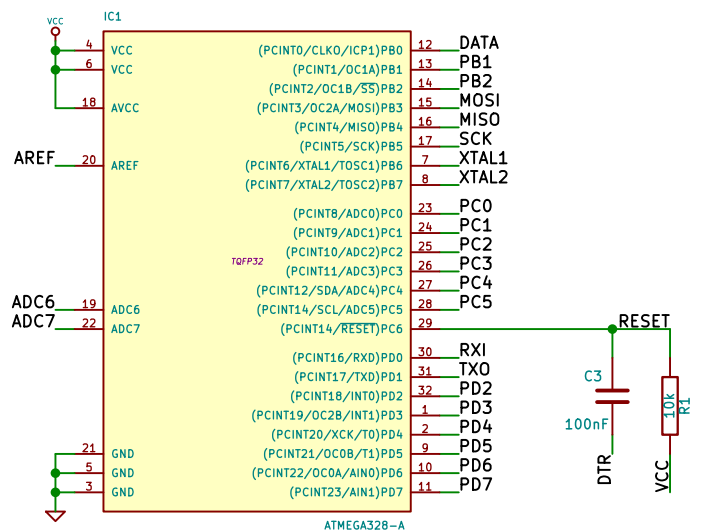 IC1
VCC
4 VCC (PCINT0/CLKO/ICP1)PB0 12 DATA
6 VCC (PCINT1/OC1A)PB1 13 PB1
(PCINT2/OC1B/SS)PB2 14 PB2
18 AVCC (PCINT3/OC2A/MOSI)PB3 15 MOSI
(PCINT4/MISO)PB4 16 MISO
(PCINT5/SCK)PB5 17 SCK
AREF 20 AREF (PCINT6/XTAL1/TOSC1)PB6 7 XTAL1
(PCINT7/XTAL2/TOSC2)PB7 8 XTAL2
(PCINT8/ADC0)PC0 23 PC0
(PCINT9/ADC1)PC1 24 PC1
(PCINT10/ADC2)PC2 25 PC2
TQFP32
(PCINT11/ADC3)PC3 26 PC3
(PCINT12/SDA/ADC4)PC4 27 PC4
ADC6 19 ADC6 (PCINT14/SCL/ADC5)PC5 28 PC5
ADC7 22 ADC7 (PCINT14/RESET)PC6 29 RESET
(PCINT16/RXD)PD0 30 RXI
(PCINT17/TXD)PD1 31 TXO
(PCINT18/INT0)PD2 32 PD2
(PCINT19/OC2B/INT1)PD3 1 PD3
(PCINT20/XCK/T0)PD4 2 PD4
21 GND (PCINT21/OC0B/T1)PD5 9 PD5
5 GND (PCINT22/OC0A/AIN0)PD6 10 PD6
3 GND (PCINT23/AIN1)PD7 11 PD7
ATMEGA328-A
C3
100nF
DTR
10k
R1
VCC